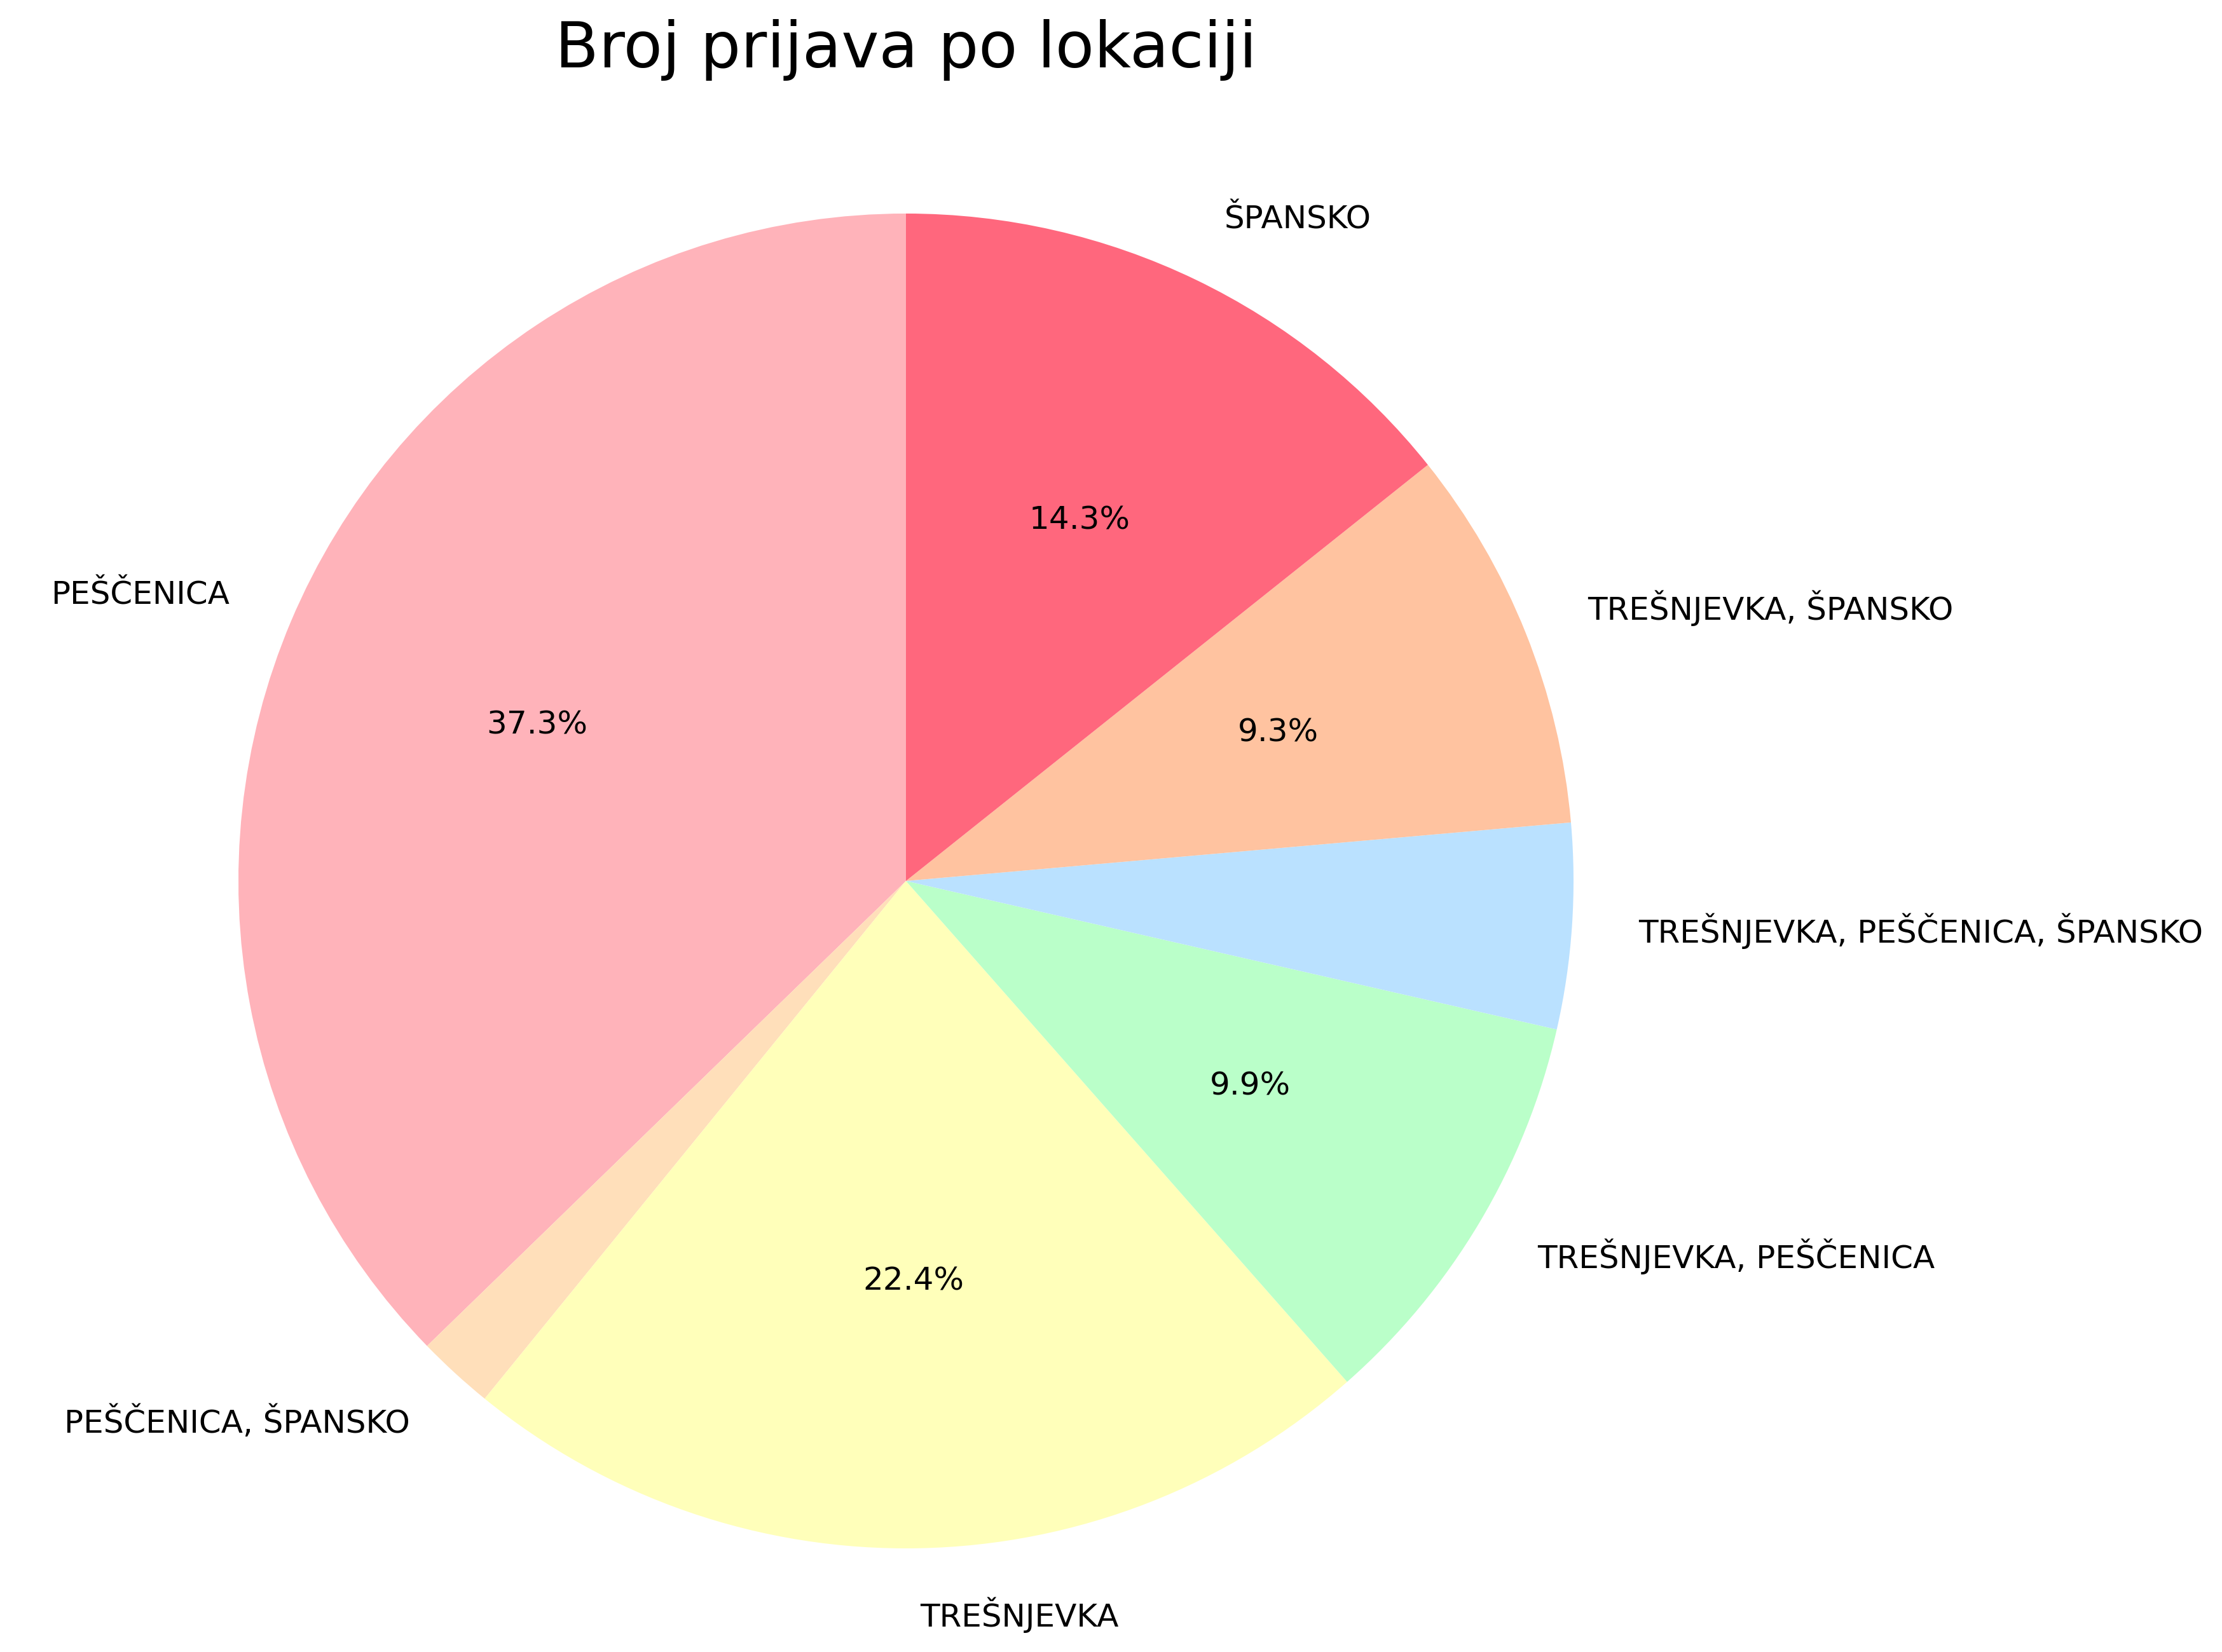 Broj prijava po lokaciji
ŠPANSKO
14.3%
PEŠČENICA
TREŠNJEVKA, ŠPANSKO
37.3%
9.3%
TREŠNJEVKA, PEŠČENICA, ŠPANSKO
9.9%
TREŠNJEVKA, PEŠČENICA
22.4%
PEŠČENICA, ŠPANSKO
TREŠNJEVKA